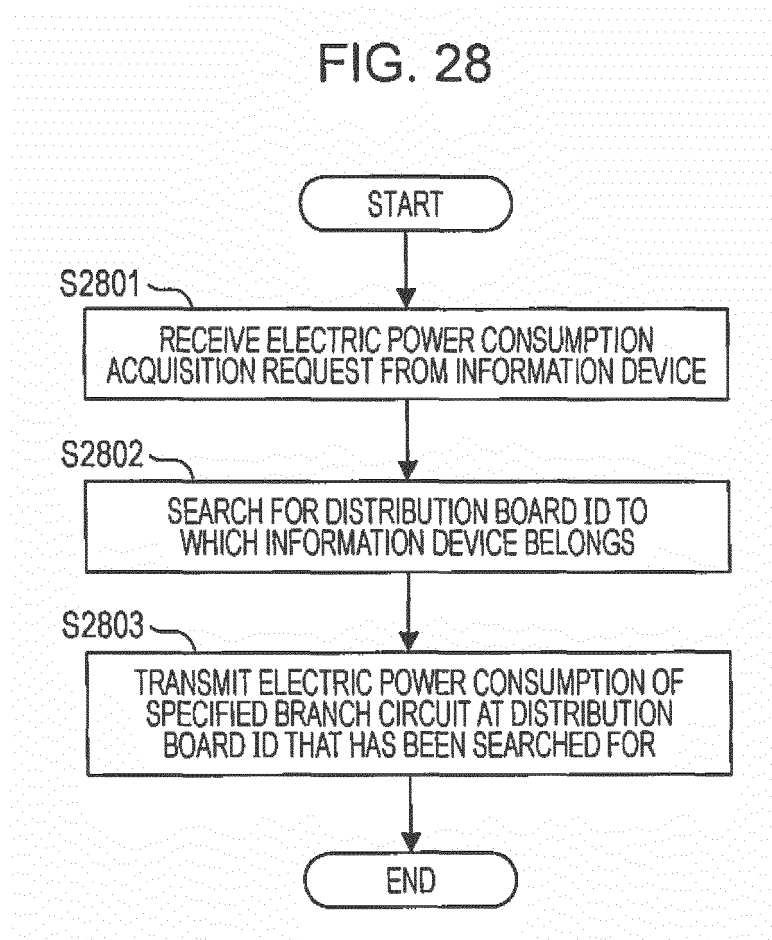 FIG. 28
START
S2801
RECEIVE ELECTRIC POWER CONSUMPTION
ACQUISITION REQUEST FROM INFORMATION DEVICE
S2802
SEARCH FOR DISTRIBUTION BOARD ID TO
WHICH INFORMATION DEVICE BELONGS
S2803
TRANSMIT ELECTRIC POWER CONSUMPTION OF
SPECIFIED BRANCH CIRCUIT AT DISTRIBUTION
BOARD ID THAT HAS BEEN SEARCHED FOR
END